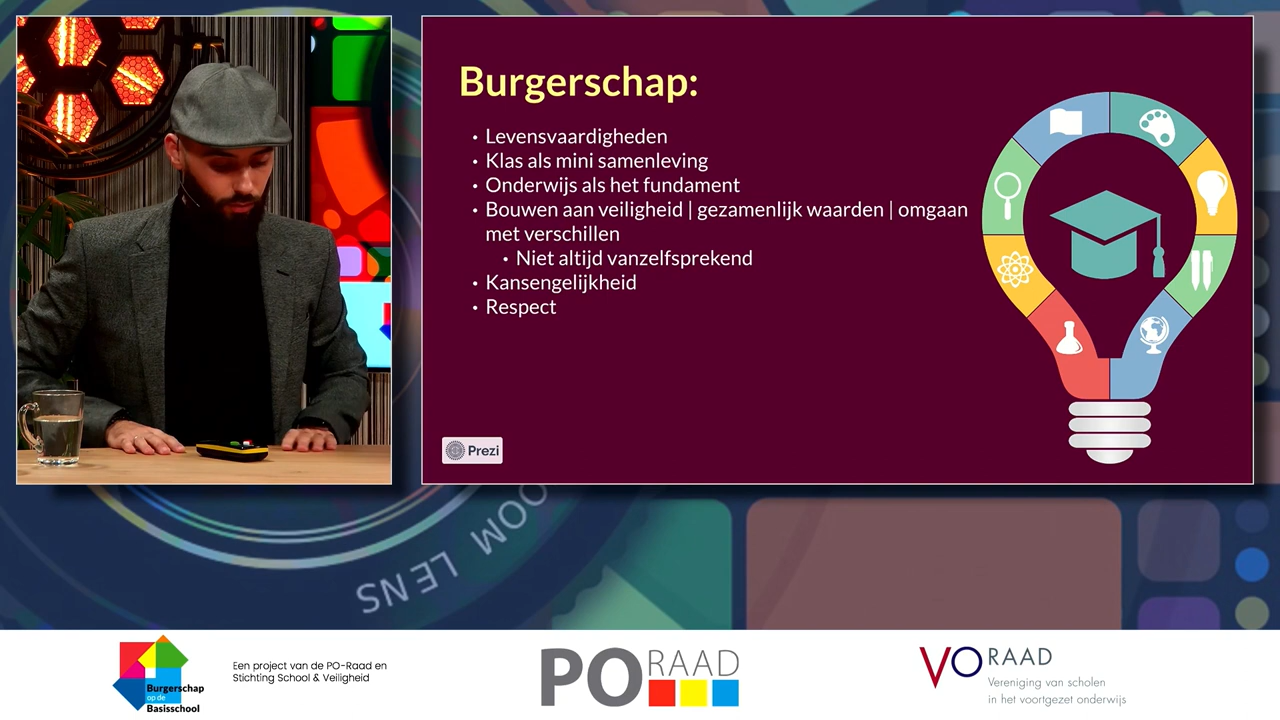 Burgerschap:
• Levensvaardigheden
• Klas als mini samenleving
• Onderwijs als het fundament
• Bouwen aan veiligheid | gezamenlijk waarden | omgaan
met verschillen
• Niet altijd vanzelfsprekend
• Kansengelijkheid
• Respect
Prezi
OOM LENS
Burgerschap
op de
Basisschool
Een project van de PO-Raad en
Stichting School & Veiligheid
PO RAAD
VO RAAD
Vereniging van scholen
in het voortgezet onderwijs